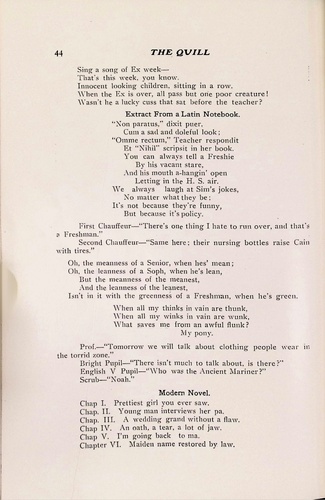 44 THE QUILL
Sing a song of Ex week—
That's this week, you know.
Innocent looking children, sitting in a row.
When the Ex is over, all pass but one poor creature!
Wasn't he a lucky cuss that sat before the teacher?
Extract From a Latin Notebook.
"Non paratus," dixit puer,
Cum a sad and doleful look;
"Omme rectum," Teacher respondit
Et "Nihil" scripsit in her book.
You can always tell a Freshie
By his vacant stare,
And his mouth a-hangin' open
Letting in the H. S. air.
We always laugh at Sim's jokes,
No matter what they be;
It's not because they're funny,
But because it's policy.
First Chauffeur—"There's one thing I hate to run over, and that's
a Freshman."
Second Chauffeur—"Same here; their nursing bottles raise Cain
with tires."
Oh, the meanness of a Senior, when hes' mean;
Oh, the leanness of a Soph, when he's lean,
But the meanness of the meanest,
And the leanness of the leanest,
Isn't in it with the greenness of a Freshman, when he's green.
When all my thinks in vain are thunk,
When all my winks in vain are wunk,
What saves me from an awful flunk?
My pony.
Prof.—"Tomorrow we will talk about clothing people wear in
the torrid zone."
Bright Pupil—"There isn't much to talk about, is there?"
English V Pupil—"Who was the Ancient Mariner?"
Scrub—"Noah."
Modern Novel.
Chap I. Prettiest girl you ever saw.
Chap. II. Young man interviews her pa.
Chap. III. A wedding grand without a flaw.
Chap IV. An oath, a tear, a lot of jaw.
Chap V. I'm going back to ma.
Chapter VI. Maiden name restored by law.